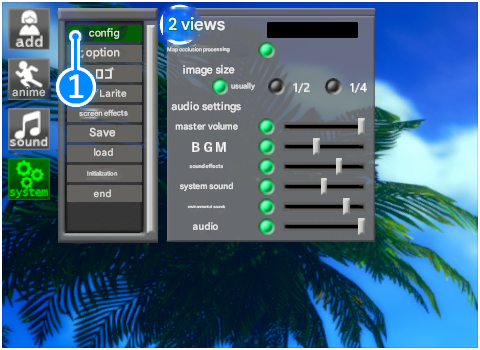 add
anime
sound
system
config
option
ロゴ
Larite
screen effects
Save
load
Initialization
end
1
2 views
Map occlusion processing
image size
usually
1/2
1/4
audio settings
master volume
BGM
sound effects
system sound
environmental sounds
audio